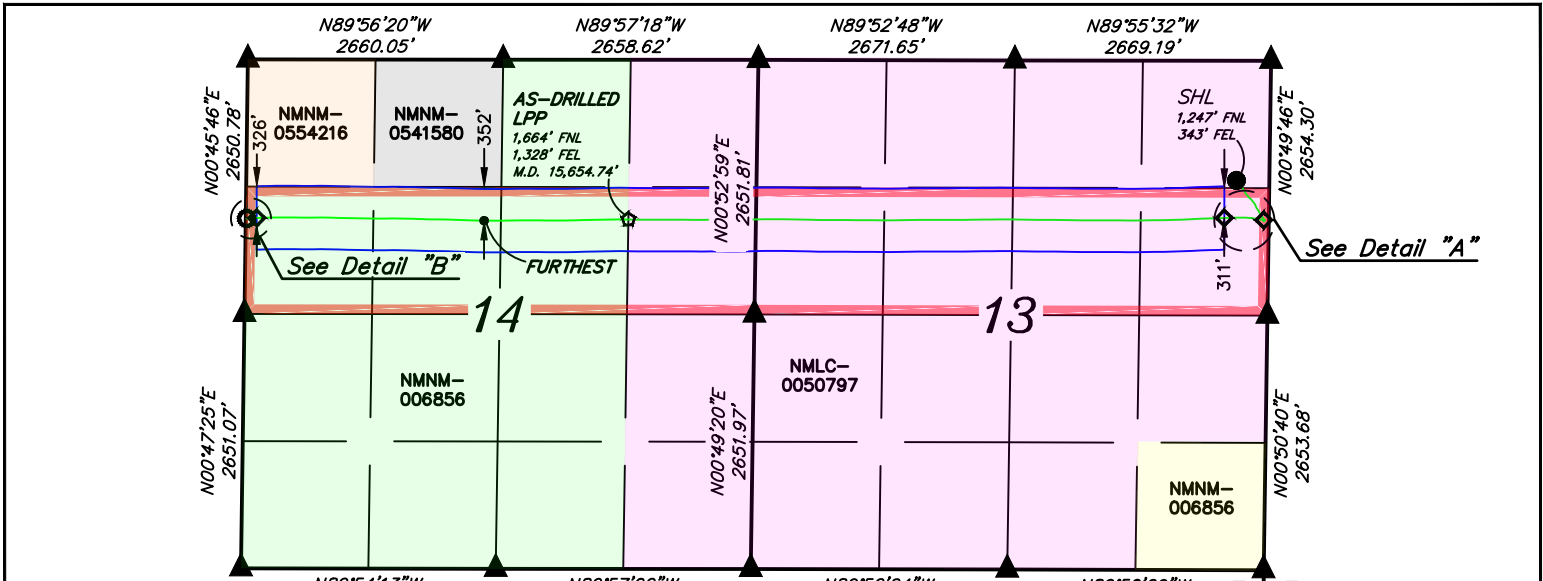 N89°56'20"W
2660.05'
N89°57'18"W
2658.62'
N89°52'48"W
2671.65'
N89°55'32"W
2669.19'
N00°45'46"E
2650.78'
326'
NMNM-
0554216
NMNM-
0541580
352'
AS-DRILLED
LPP
1,664' FNL
1,328' FEL
M.D. 15,654.74'
N00°52'59"E
2651.81'
SHL
1,247' FNL
343' FEL
N00°49'46"E
2654.30'
See Detail "B"
FURTHEST
311'
See Detail "A"
14
13
NMNM-
006856
NMLC-
0050797
N00°47'25"E
2651.07'
N00°49'20"E
2651.97'
N00°50'40"E
2653.68'
NMNM-
006856